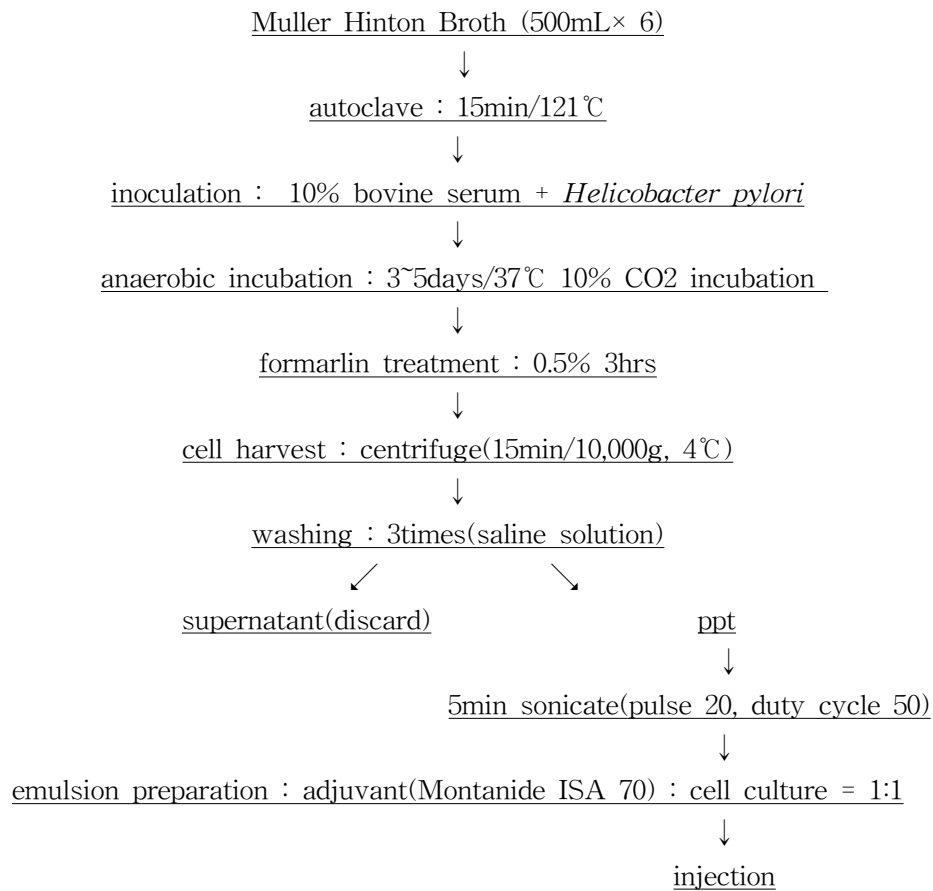 Muller Hinton Broth (500mL× 6)
↓
autoclave : 15min/121℃
↓
inoculation : 10% bovine serum + Helicobacter pylori
↓
anaerobic incubation : 3~5days/37℃ 10% CO2 incubation
↓
formarlin treatment : 0.5% 3hrs
↓
cell harvest : centrifuge(15min/10,000g, 4℃)
↓
washing : 3times(saline solution)
↙ ↘
supernatant(discard) ppt
↓
5min sonicate(pulse 20, duty cycle 50)
↓
emulsion preparation : adjuvant(Montanide ISA 70) : cell culture = 1:1
↓
injection